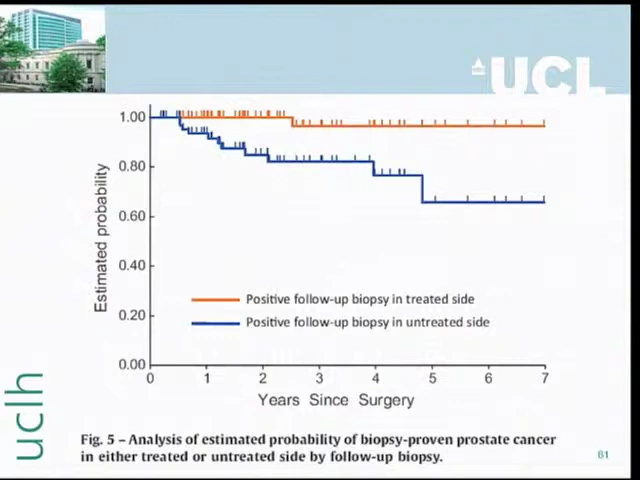 UCL
1.00
0.80
0.60
0.40
0.20
0.00
Estimated probability
Positive follow-up biopsy in treated side
Positive follow-up biopsy in untreated side
0 1 2 3 4 5 6 7
Years Since Surgery
uclh
Fig. 5 – Analysis of estimated probability of biopsy-proven prostate cancer
in either treated or untreated side by follow-up biopsy.
61